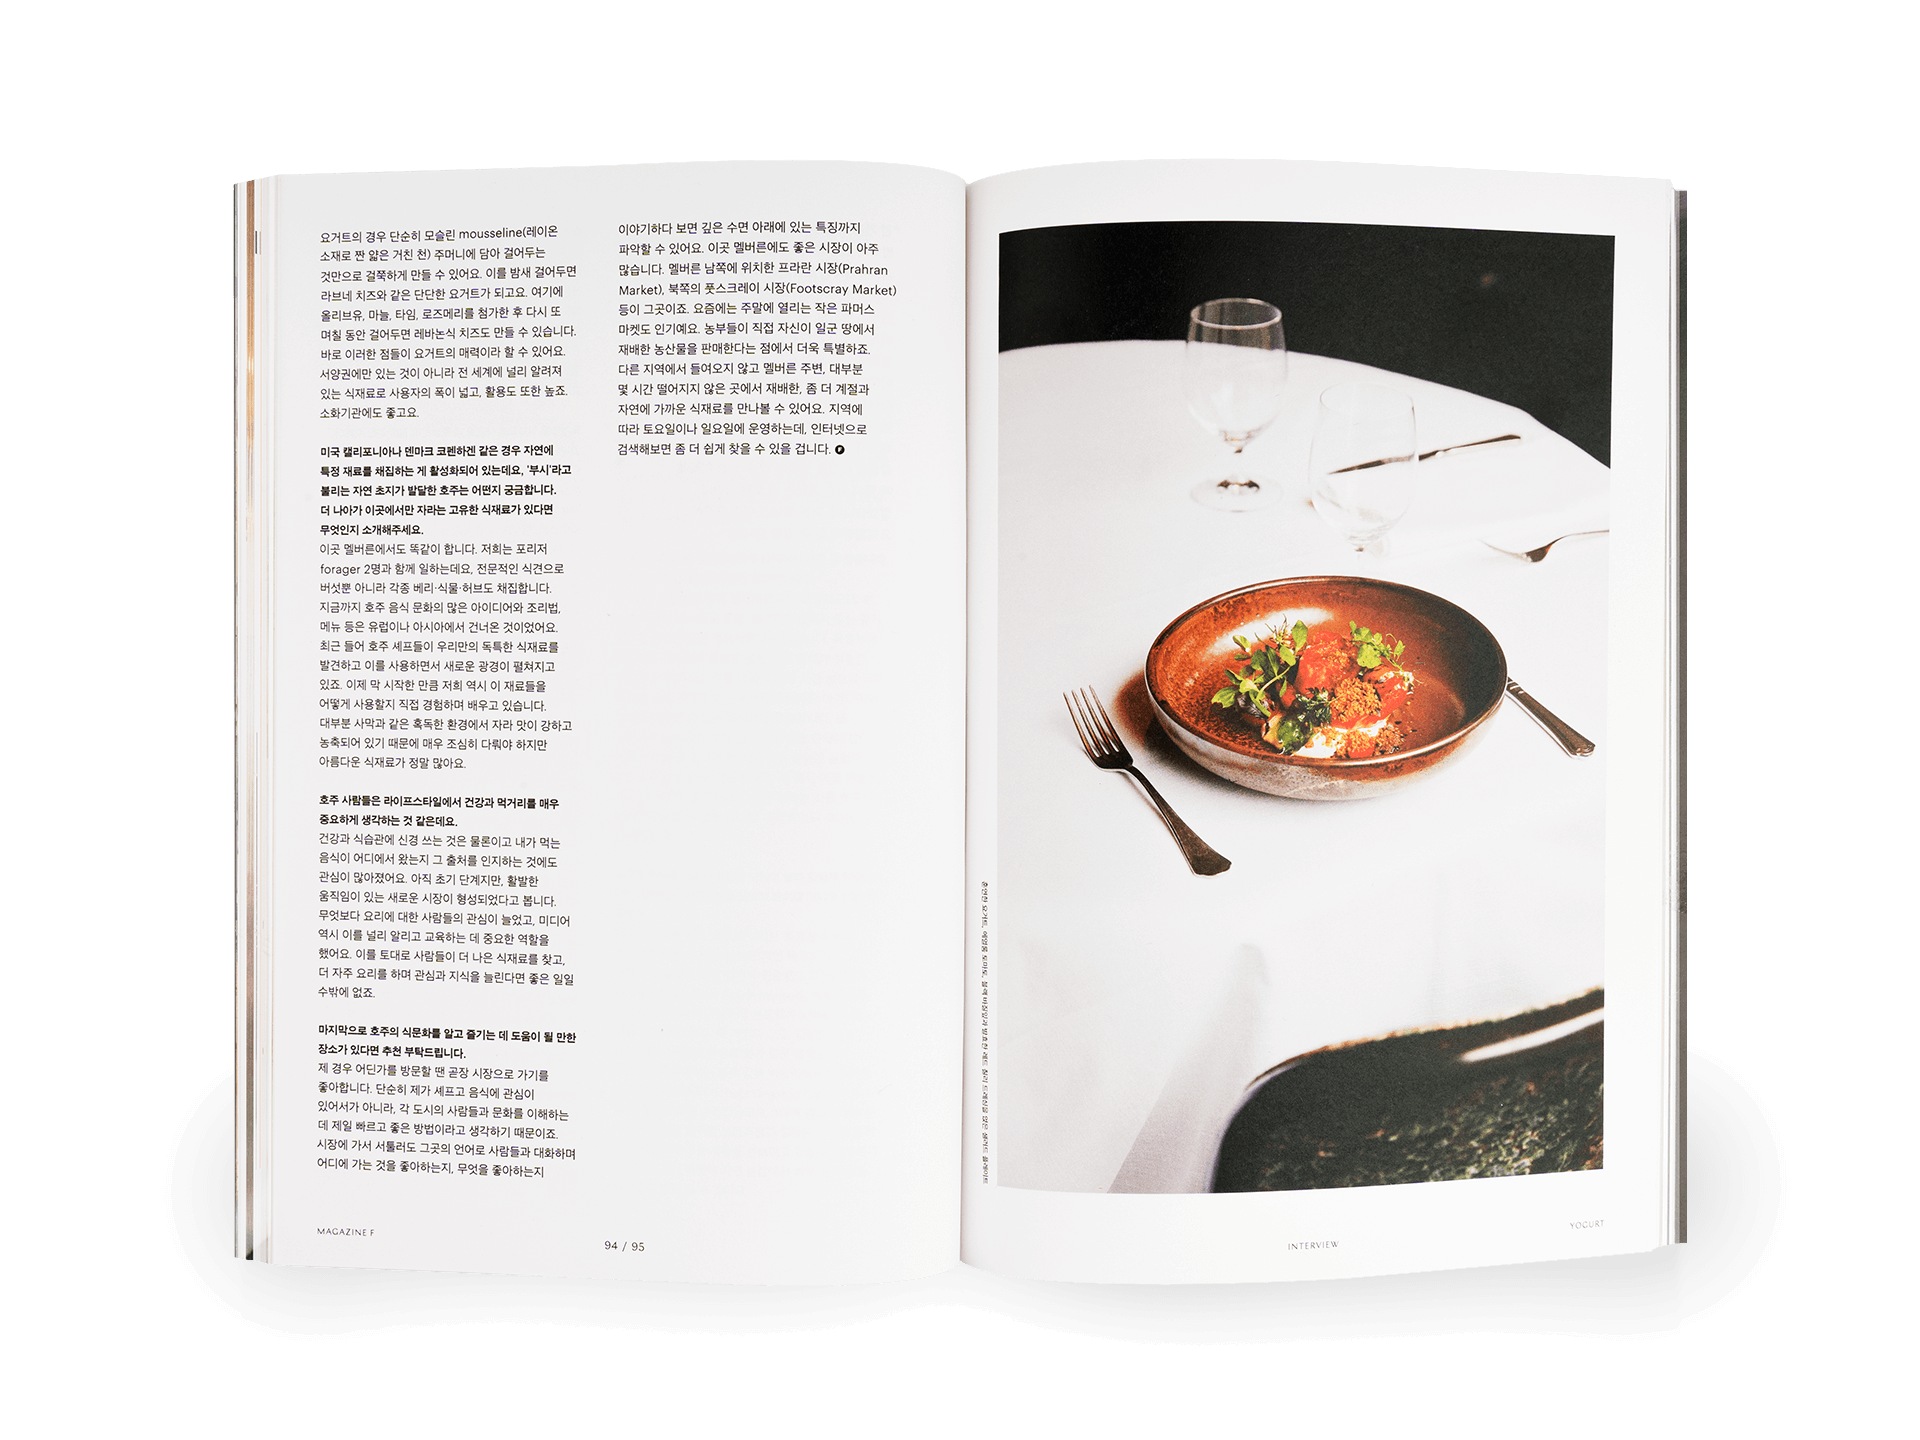 요거트의 경우 단순히 모슬린 mousseline(레이온
소재로 짠 얇은 거친 천) 주머니에 담아 걸어두는
것만으로 걸쭉하게 만들 수 있어요. 이를 밤새 걸어두면
라브네 치즈와 같은 단단한 요거트가 되고요. 여기에
올리브유, 마늘, 타임, 로즈메리를 첨가한 후 다시 또
며칠 동안 걸어두면 레바논식 치즈도 만들 수 있습니다.
바로 이러한 점들이 요거트의 매력이라 할 수 있어요.
서양권에만 있는 것이 아니라 전 세계에 널리 알려져
있는 식재료로 사용자의 폭이 넓고, 활용도 또한 높죠.
소화기관에도 좋고요.
미국 캘리포니아나 덴마크 코펜하겐 같은 경우 자연에
특정 재료를 채집하는 게 활성화되어 있는데요, '부시'라고
불리는 자연 초지가 발달한 호주는 어떤지 궁금합니다.
더 나아가 이곳에서만 자라는 고유한 식재료가 있다면
무엇인지 소개해주세요.
이곳 멜버른에서도 똑같이 합니다. 저희는 포리저
forager 2명과 함께 일하는데요, 전문적인 식견으로
버섯뿐 아니라 각종 베리·식물·허브도 채집합니다.
지금까지 호주 음식 문화의 많은 아이디어와 조리법,
메뉴 등은 유럽이나 아시아에서 건너온 것이었어요.
최근 들어 호주 셰프들이 우리만의 독특한 식재료를
발견하고 이를 사용하면서 새로운 광경이 펼쳐지고
있죠. 이제 막 시작한 만큼 저희 역시 이 재료들을
어떻게 사용할지 직접 경험하며 배우고 있습니다.
대부분 사막과 같은 혹독한 환경에서 자라 맛이 강하고
농축되어 있기 때문에 매우 조심히 다뤄야 하지만
아름다운 식재료가 정말 많아요.
호주 사람들은 라이프스타일에서 건강과 먹거리를 매우
중요하게 생각하는 것 같은데요.
건강과 식습관에 신경 쓰는 것은 물론이고 내가 먹는
음식이 어디에서 왔는지 그 출처를 인지하는 것에도
관심이 많아졌어요. 아직 초기 단계지만, 활발한
움직임이 있는 새로운 시장이 형성되었다고 봅니다.
무엇보다 요리에 대한 사람들의 관심이 늘었고, 미디어
역시 이를 널리 알리고 교육하는 데 중요한 역할을
했어요. 이를 토대로 사람들이 더 나은 식재료를 찾고,
더 자주 요리를 하며 관심과 지식을 늘린다면 좋은 일일
수밖에 없죠.
마지막으로 호주의 식문화를 알고 즐기는 데 도움이 될 만한
장소가 있다면 추천 부탁드립니다.
제 경우 어딘가를 방문할 땐 곧장 시장으로 가기를
좋아합니다. 단순히 제가 셰프고 음식에 관심이
있어서가 아니라, 각 도시의 사람들과 문화를 이해하는
데 제일 빠르고 좋은 방법이라고 생각하기 때문이죠.
시장에 가서 서툴러도 그곳의 언어로 사람들과 대화하며
어디에 가는 것을 좋아하는지, 무엇을 좋아하는지
이야기하다 보면 깊은 수면 아래에 있는 특징까지
파악할 수 있어요. 이곳 멜버른에도 좋은 시장이 아주
많습니다. 멜버른 남쪽에 위치한 프라란 시장(Prahran
Market), 북쪽의 풋스크레이 시장(Footscray Market)
등이 그곳이죠. 요즘에는 주말에 열리는 작은 파머스
마켓도 인기예요. 농부들이 직접 자신이 일군 땅에서
재배한 농산물을 판매한다는 점에서 더욱 특별하죠.
다른 지역에서 들여오지 않고 멜버른 주변, 대부분
몇 시간 떨어지지 않은 곳에서 재배한, 좀 더 계절과
자연에 가까운 식재료를 만나볼 수 있어요. 지역에
따라 토요일이나 일요일에 운영하는데, 인터넷으로
검색해보면 좀 더 쉽게 찾을 수 있을 겁니다. F
MAGAZINE F
94 / 95
INTERVIEW
YOGURT